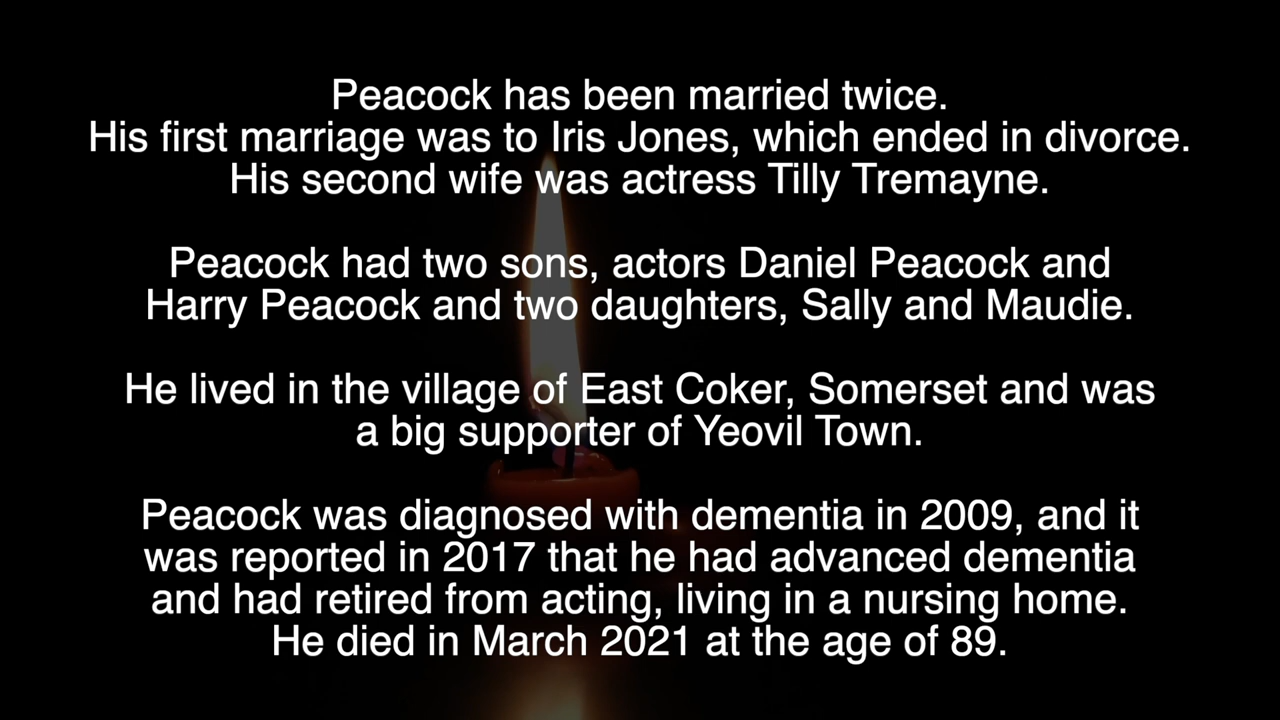 Peacock has been married twice.
His first marriage was to Iris Jones, which ended in divorce.
His second wife was actress Tilly Tremayne.
Peacock had two sons, actors Daniel Peacock and
Harry Peacock and two daughters, Sally and Maudie.
He lived in the village of East Coker, Somerset and was
a big supporter of Yeovil Town.
Peacock was diagnosed with dementia in 2009, and it
was reported in 2017 that he had advanced dementia
and had retired from acting, living in a nursing home.
He died in March 2021 at the age of 89.